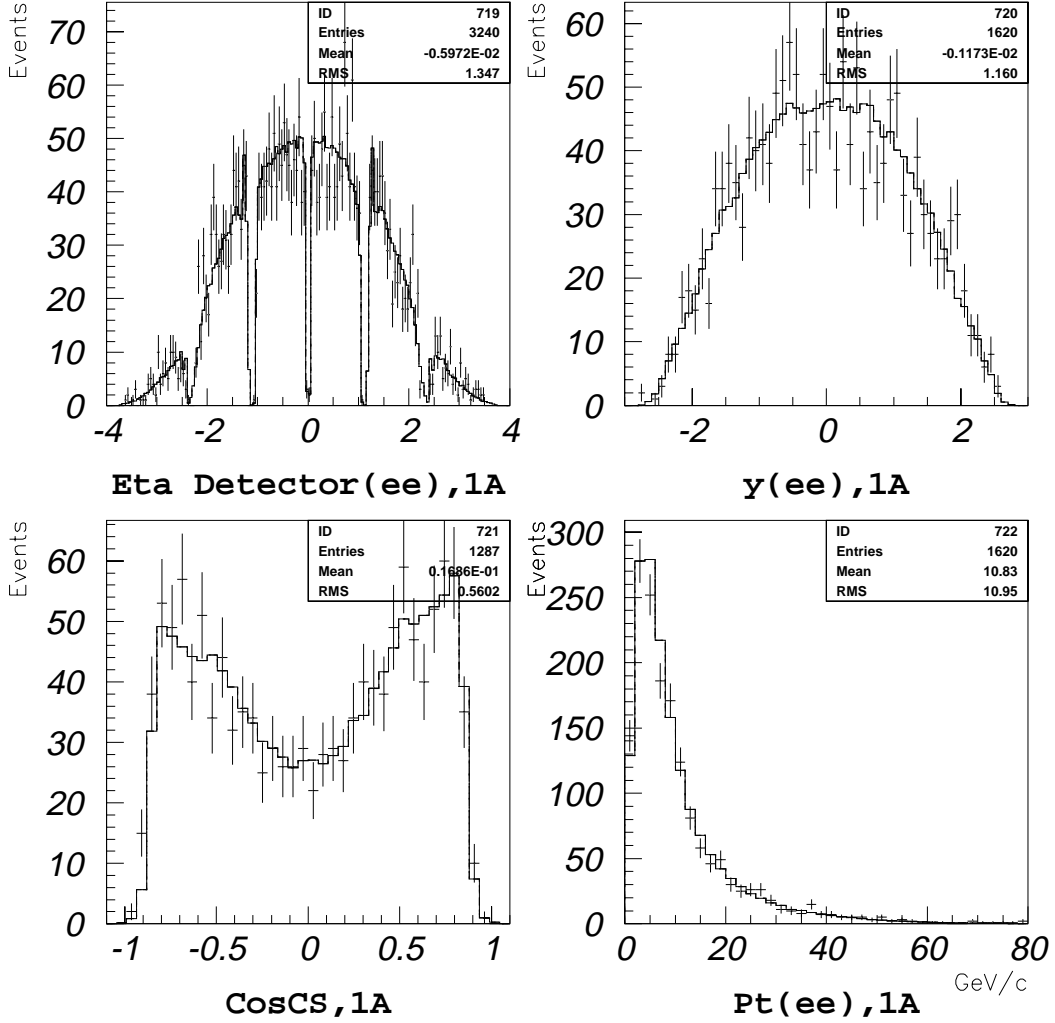 Events
70
60
50
40
30
20
10
0
-4 -2 0 2 4
ID 719
Entries 3240
Mean -0.5972E-02
RMS 1.347
Eta Detector(ee),1A
Events
60
50
40
30
20
10
0
-2 0 2
ID 720
Entries 1620
Mean -0.1173E-02
RMS 1.160
y(ee),1A
Events
60
50
40
30
20
10
0
-1 -0.5 0 0.5 1
ID 721
Entries 1287
Mean 0.1686E-01
RMS 0.5602
CosCS,1A
Events
300
250
200
150
100
50
0
0 20 40 60 80
ID 722
Entries 1620
Mean 10.83
RMS 10.95
GeV/c
Pt(ee),1A